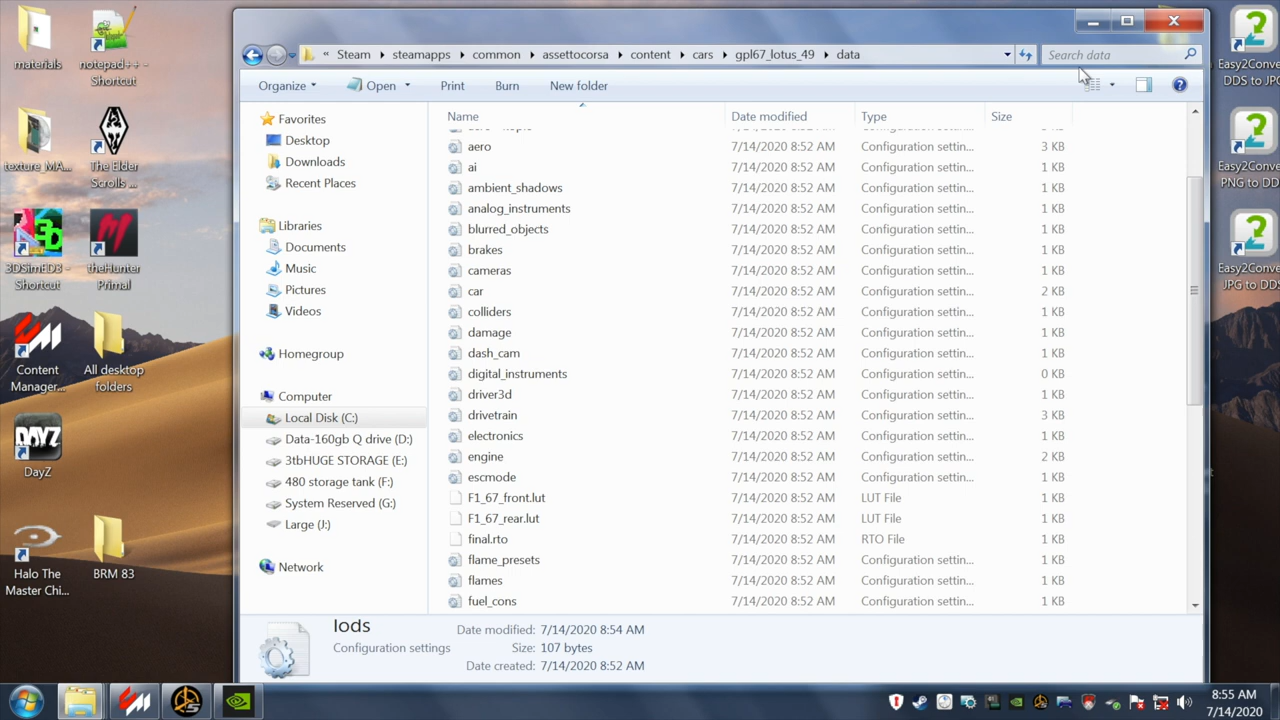 materials
notepad++ -
Shortcut
texture_MA...
The Elder
Scrolls ...
3DSimED3 -
Shortcut
theHunter
Primal
Content
Manager...
All desktop
folders
DayZ
Halo The
Master Chi...
BRM 83
« Steam steamapps common assettocorsa content cars gpl67_lotus_49 data
Search data
Organize Open Print Burn New folder
Favorites
Desktop
Downloads
Recent Places
Libraries
Documents
Music
Pictures
Videos
Homegroup
Computer
Local Disk (C:)
Data-160gb Q drive (D:)
3tbHUGE STORAGE (E:)
480 storage tank (F:)
System Reserved (G:)
Large (J:)
Network
Name Date modified Type Size
aero 7/14/2020 8:52 AM Configuration settin... 3 KB
ai 7/14/2020 8:52 AM Configuration settin... 1 KB
ambient_shadows 7/14/2020 8:52 AM Configuration settin... 1 KB
analog_instruments 7/14/2020 8:52 AM Configuration settin... 1 KB
blurred_objects 7/14/2020 8:52 AM Configuration settin... 1 KB
brakes 7/14/2020 8:52 AM Configuration settin... 1 KB
cameras 7/14/2020 8:52 AM Configuration settin... 1 KB
car 7/14/2020 8:52 AM Configuration settin... 2 KB
colliders 7/14/2020 8:52 AM Configuration settin... 1 KB
damage 7/14/2020 8:52 AM Configuration settin... 1 KB
dash_cam 7/14/2020 8:52 AM Configuration settin... 1 KB
digital_instruments 7/14/2020 8:52 AM Configuration settin... 0 KB
driver3d 7/14/2020 8:52 AM Configuration settin... 1 KB
drivetrain 7/14/2020 8:52 AM Configuration settin... 3 KB
electronics 7/14/2020 8:52 AM Configuration settin... 1 KB
engine 7/14/2020 8:52 AM Configuration settin... 2 KB
escmode 7/14/2020 8:52 AM Configuration settin... 1 KB
F1_67_front.lut 7/14/2020 8:52 AM LUT File 1 KB
F1_67_rear.lut 7/14/2020 8:52 AM LUT File 1 KB
final.rto 7/14/2020 8:52 AM RTO File 1 KB
flame_presets 7/14/2020 8:52 AM Configuration settin... 1 KB
flames 7/14/2020 8:52 AM Configuration settin... 1 KB
fuel_cons 7/14/2020 8:52 AM Configuration settin... 1 KB
lods
Configuration settings
Date modified: 7/14/2020 8:54 AM
Size: 107 bytes
Date created: 7/14/2020 8:52 AM
Easy2Conve
DDS to JPG
Easy2Conve
PNG to DD
Easy2Conve
JPG to DDS
8:55 AM
7/14/2020